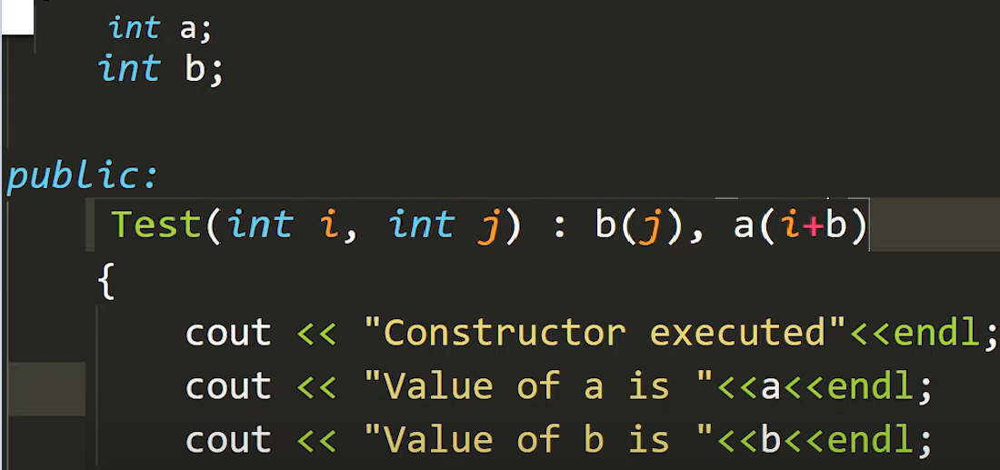 int a;
int b;
public:
Test(int i, int j) : b(j), a(i+b)
{
cout << "Constructor executed"<<endl;
cout << "Value of a is "<<a<<endl;
cout << "Value of b is "<<b<<endl;